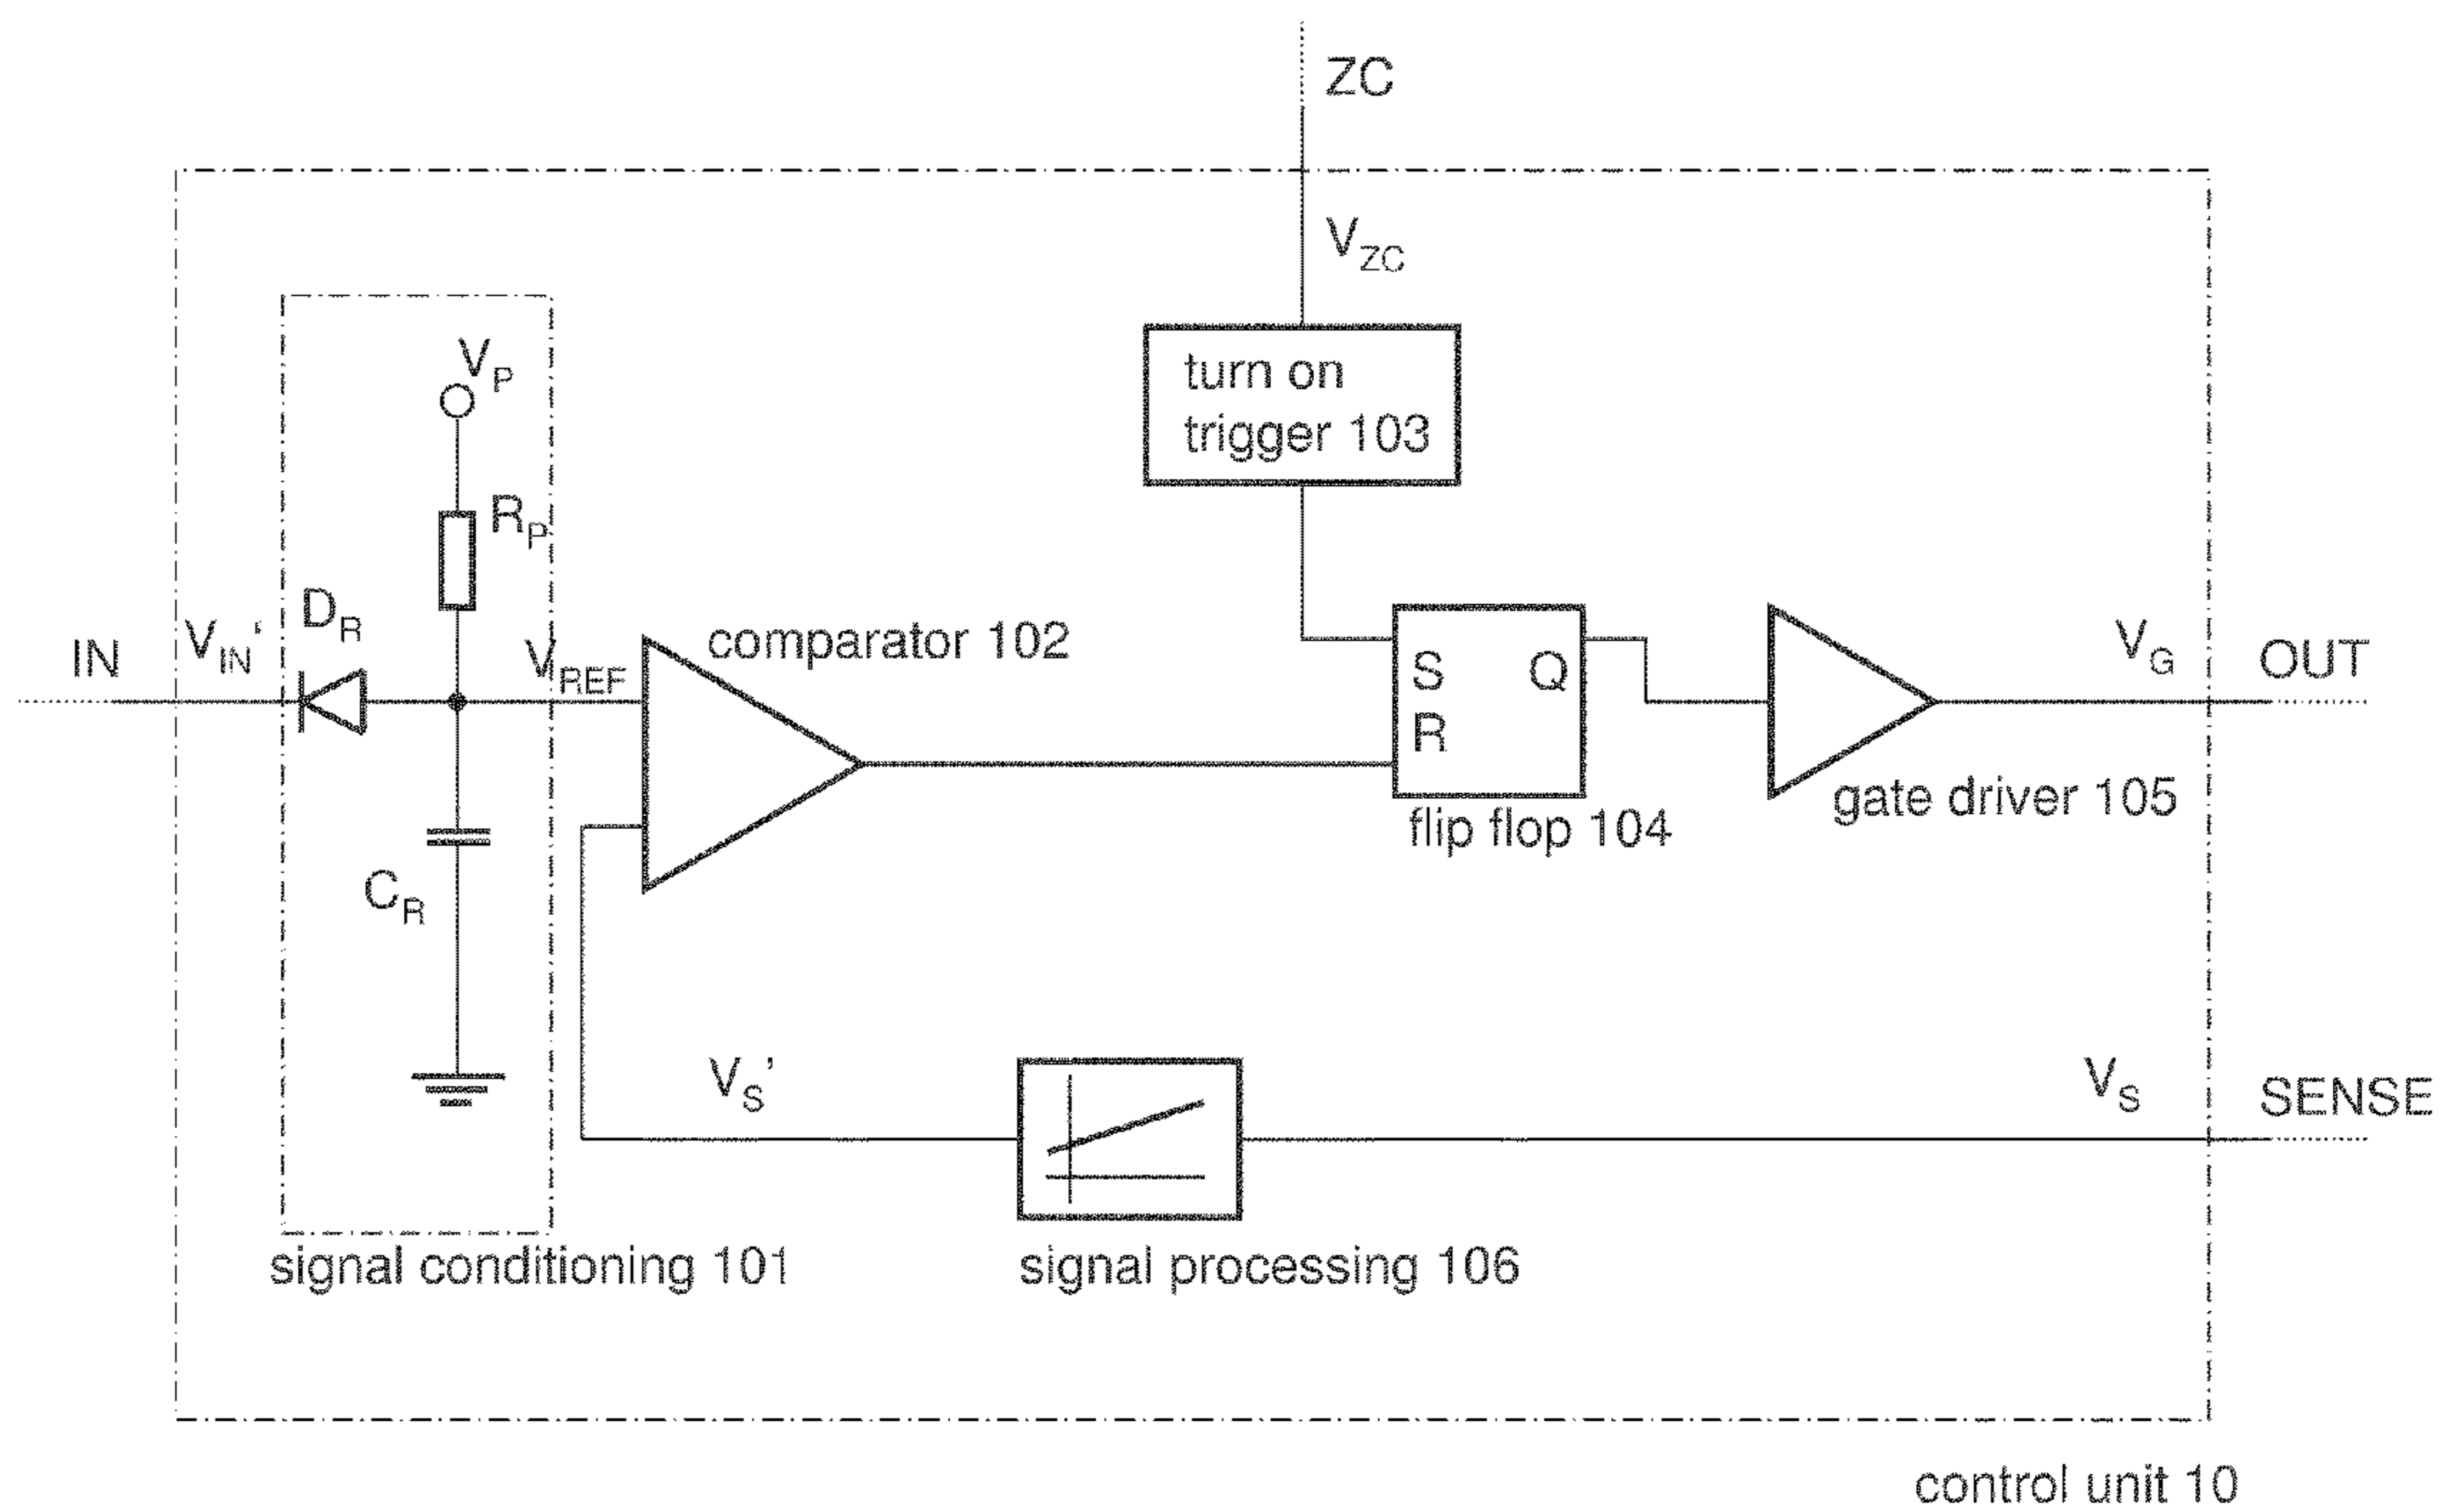 ZC
V_ZC
turn on
trigger 103
V_P
R_P
D_R
IN
V_IN‘
V_REF
comparator 102
S
R
Q
flip flop 104
V_G
OUT
gate driver 105
C_R
V_S’
V_S
SENSE
signal conditioning 101
signal processing 106
control unit 10